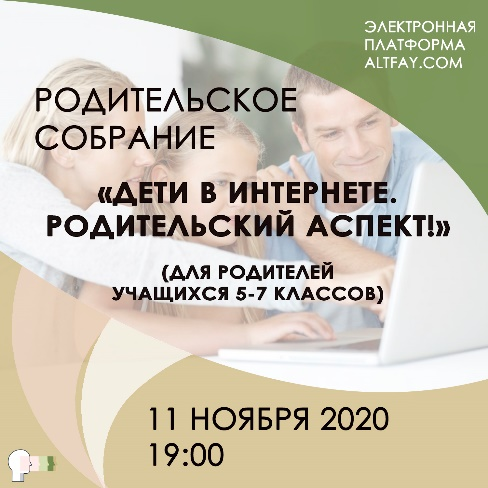 ЭЛЕКТРОННАЯ
ПЛАТФОРМА
ALTFAY.COM
РОДИТЕЛЬСКОЕ
СОБРАНИЕ
«ДЕТИ В ИНТЕРНЕТЕ.
РОДИТЕЛЬСКИЙ АСПЕКТ!»
(ДЛЯ РОДИТЕЛЕЙ
УЧАЩИХСЯ 5-7 КЛАССОВ)
11 НОЯБРЯ 2020
19:00